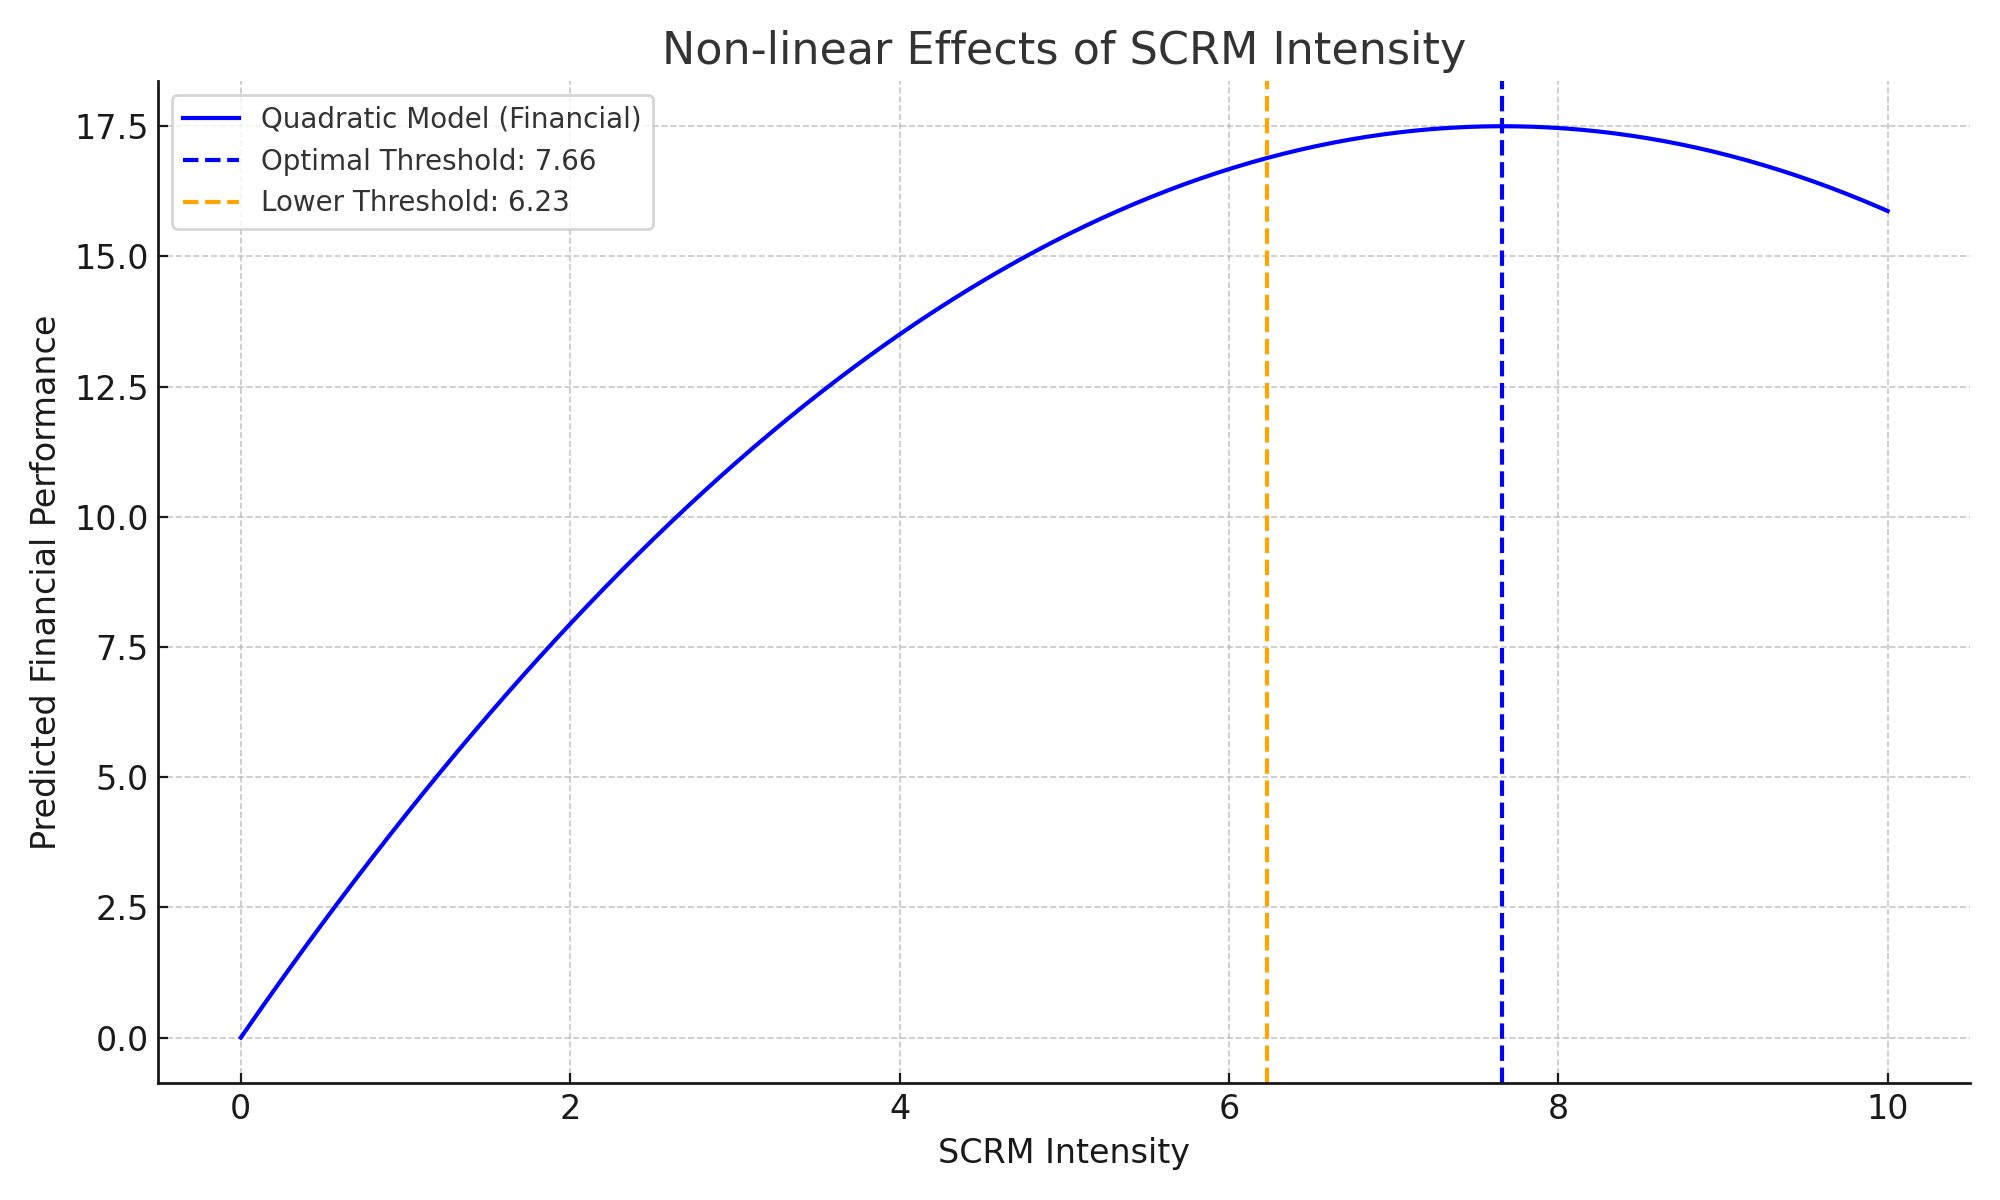 Non-linear Effects of SCRM Intensity
Quadratic Model (Financial)
Optimal Threshold: 7.66
Lower Threshold: 6.23
Predicted Financial Performance
17.5
15.0
12.5
10.0
7.5
5.0
2.5
0.0
0 2 4 6 8 10
SCRM Intensity